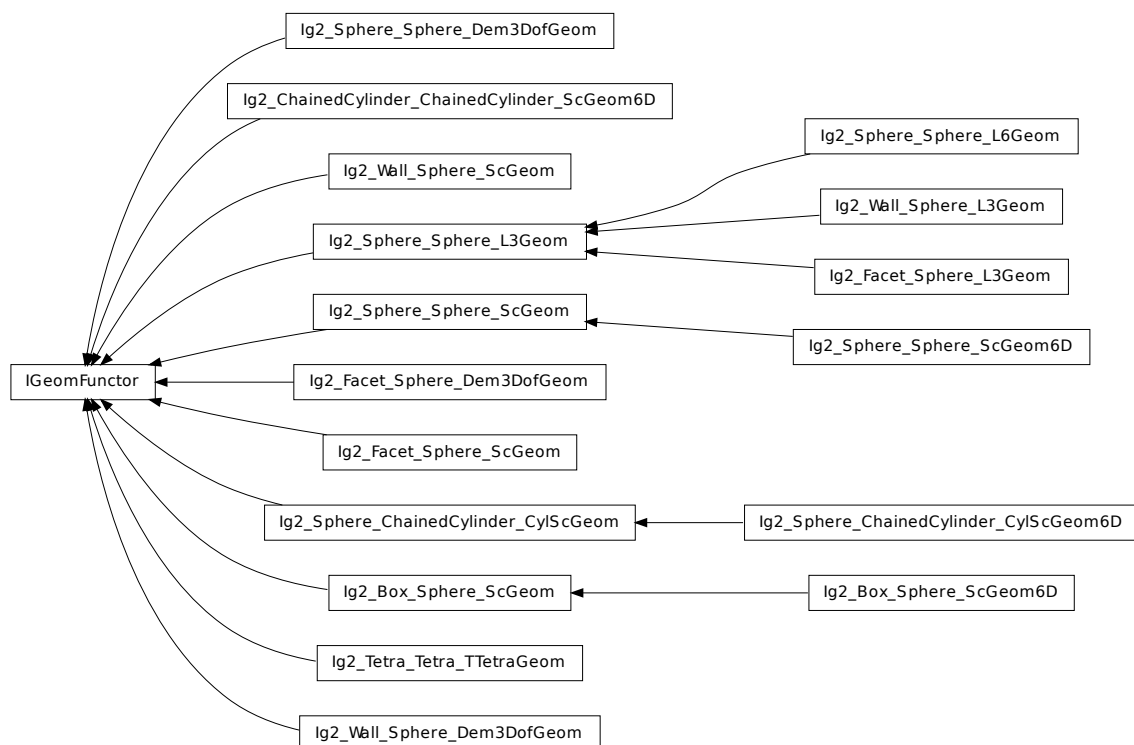 Ig2_Sphere_Sphere_Dem3DofGeom
Ig2_ChainedCylinder_ChainedCylinder_ScGeom6D
Ig2_Sphere_Sphere_L6Geom
Ig2_Wall_Sphere_ScGeom
Ig2_Wall_Sphere_L3Geom
Ig2_Sphere_Sphere_L3Geom
Ig2_Facet_Sphere_L3Geom
Ig2_Sphere_Sphere_ScGeom
Ig2_Sphere_Sphere_ScGeom6D
IGeomFunctor
Ig2_Facet_Sphere_Dem3DofGeom
Ig2_Facet_Sphere_ScGeom
Ig2_Sphere_ChainedCylinder_CylScGeom
Ig2_Sphere_ChainedCylinder_CylScGeom6D
Ig2_Box_Sphere_ScGeom
Ig2_Box_Sphere_ScGeom6D
Ig2_Tetra_Tetra_TTetraGeom
Ig2_Wall_Sphere_Dem3DofGeom